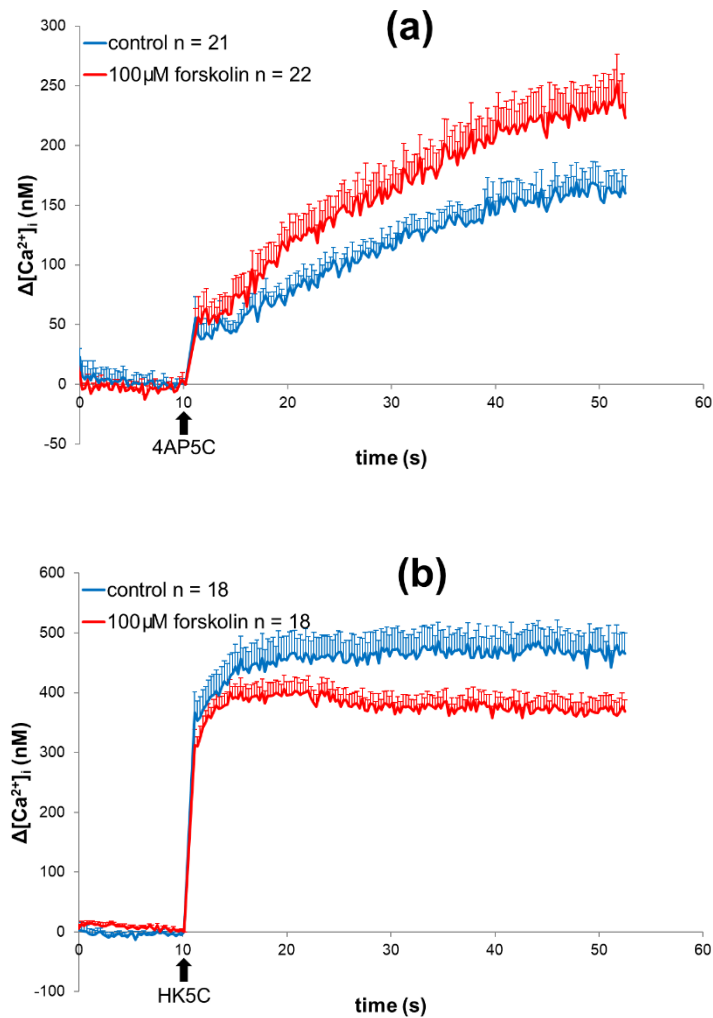 (a)
control n = 21
100µM forskolin n = 22
300
250
200
150
100
50
0
-50
Δ[Ca²⁺]ᵢ (nM)
0 10 20 30 40 50 60
4AP5C
time (s)
(b)
control n = 18
100µM forskolin n = 18
600
500
400
300
200
100
0
-100
Δ[Ca²⁺]ᵢ (nM)
0 10 20 30 40 50 60
HK5C
time (s)